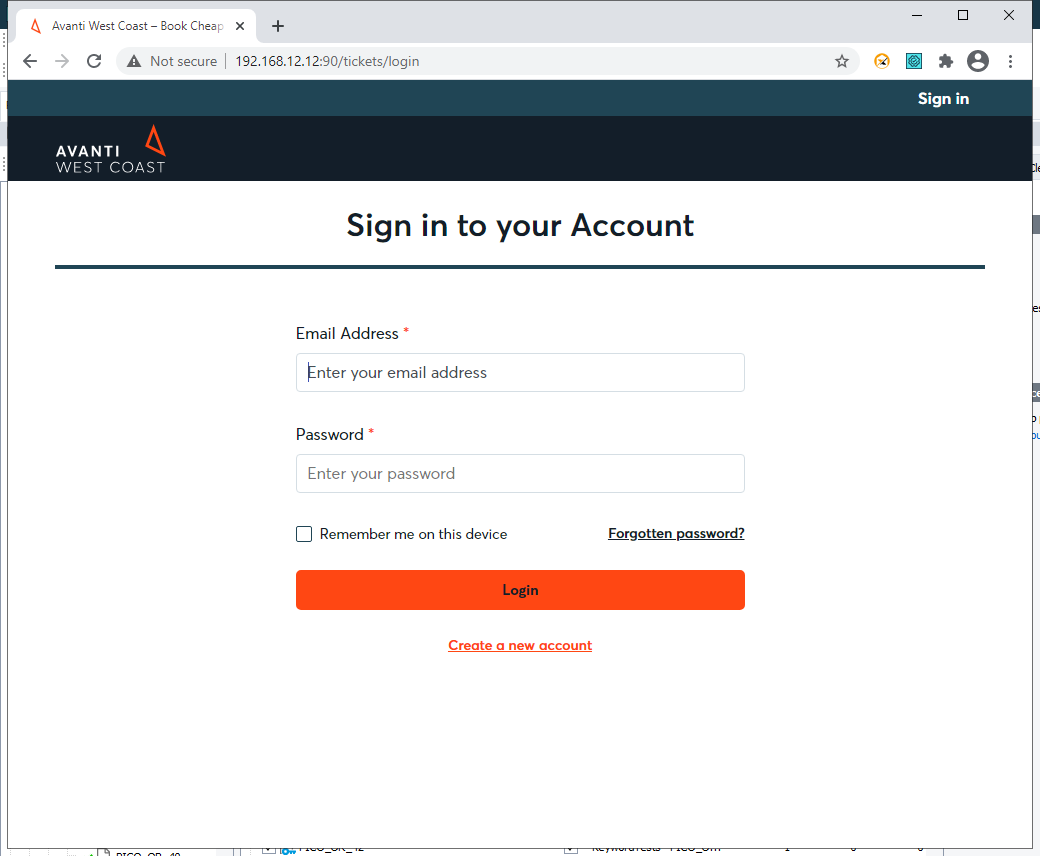 Avanti West Coast – Book Cheap
Not secure
192.168.12.12:90/tickets/login
Sign in
AVANTI
WEST COAST
Sign in to your Account
Email Address *
Enter your email address
Password *
Enter your password
Remember me on this device
Forgotten password?
Login
Create a new account